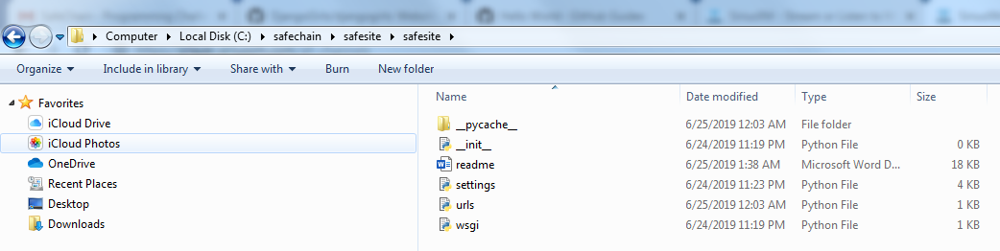 Computer Local Disk (C:) safechain safesite safesite
Organize Include in library Share with Burn New folder
Favorites
iCloud Drive
iCloud Photos
OneDrive
Recent Places
Desktop
Downloads
Name Date modified Type Size
__pycache__ 6/25/2019 12:03 AM File folder
__init__ 6/24/2019 11:19 PM Python File 0 KB
readme 6/25/2019 1:38 AM Microsoft Word D... 18 KB
settings 6/24/2019 11:23 PM Python File 4 KB
urls 6/25/2019 12:03 AM Python File 1 KB
wsgi 6/24/2019 11:19 PM Python File 1 KB